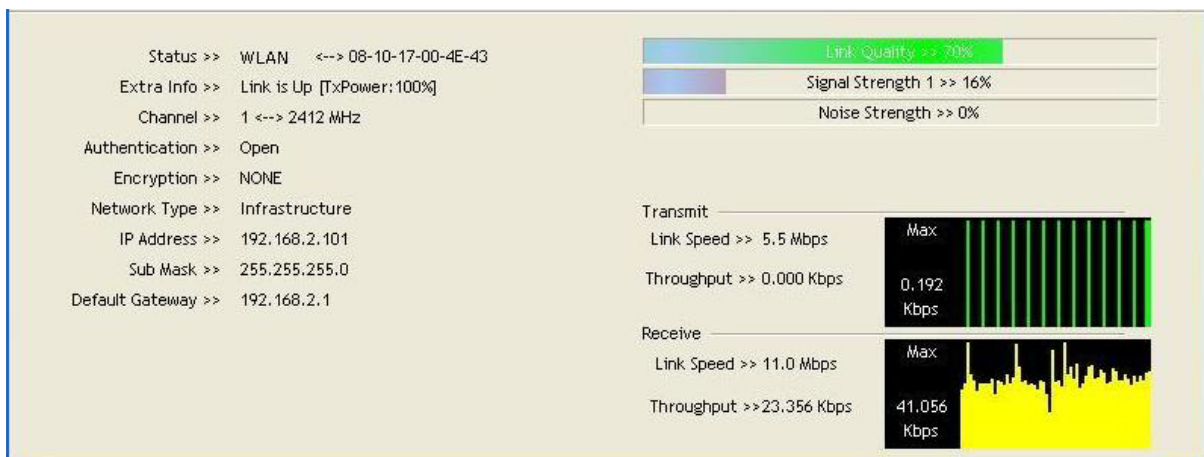 Status >> WLAN <--> 08-10-17-00-4E-43
Extra Info >> Link is Up [TxPower:100%]
Channel >> 1 <--> 2412 MHz
Authentication >> Open
Encryption >> NONE
Network Type >> Infrastructure
IP Address >> 192.168.2.101
Sub Mask >> 255.255.255.0
Default Gateway >> 192.168.2.1
Link Quality >> 70%
Signal Strength 1 >> 16%
Noise Strength >> 0%
Transmit
Link Speed >> 5.5 Mbps
Throughput >> 0.000 Kbps
Max
0.192
Kbps
Receive
Link Speed >> 11.0 Mbps
Throughput >>23.356 Kbps
Max
41.056
Kbps